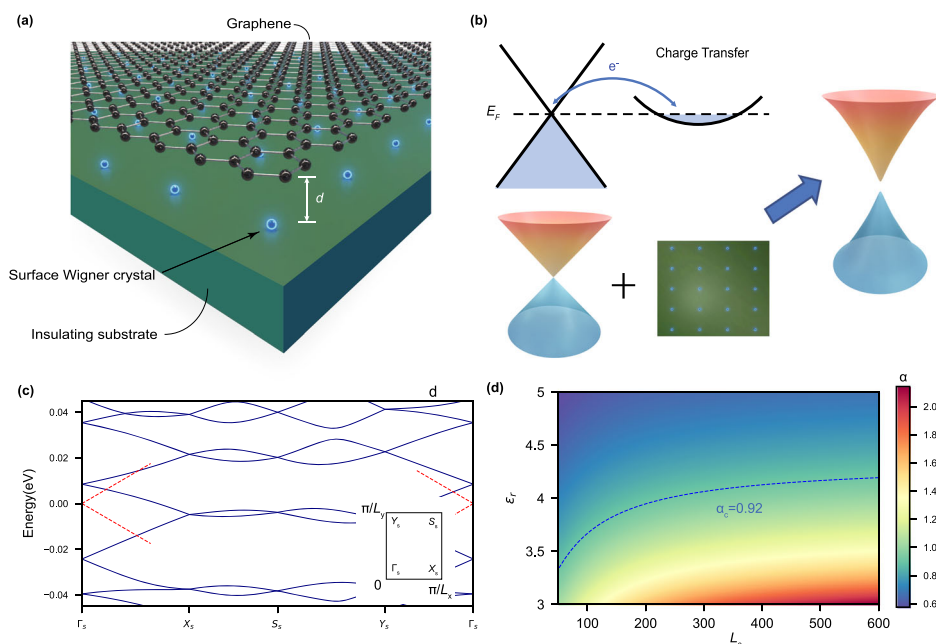 (a)
Graphene
d
Surface Wigner crystal
Insulating substrate
(b)
Charge Transfer
e-
E_F
(c)
d
Energy(eV)
0.04
0.02
0.00
−0.02
−0.04
π/L_y
Y_s
S_s
Γ_s
X_s
0
π/L_x
Γ_s
X_s
S_s
Y_s
Γ_s
(d)
α
ε_r
5
4.5
4
3.5
3
α_c=0.92
100
200
300
400
500
600
2.0
1.8
1.6
1.4
1.2
1.0
0.8
0.6